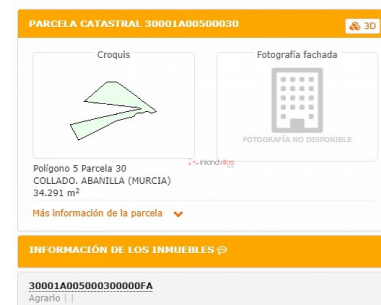 PARCELA CATASTRAL 30001A00500030
3D
Croquis
Fotografía fachada
FOTOGRAFÍA NO DISPONIBLE
inlandvillas
Polígono 5 Parcela 30
COLLADO. ABANILLA (MURCIA)
34.291 m²
Más información de la parcela
INFORMACIÓN DE LOS INMUEBLES
30001A005000300000FA
Agrario | |